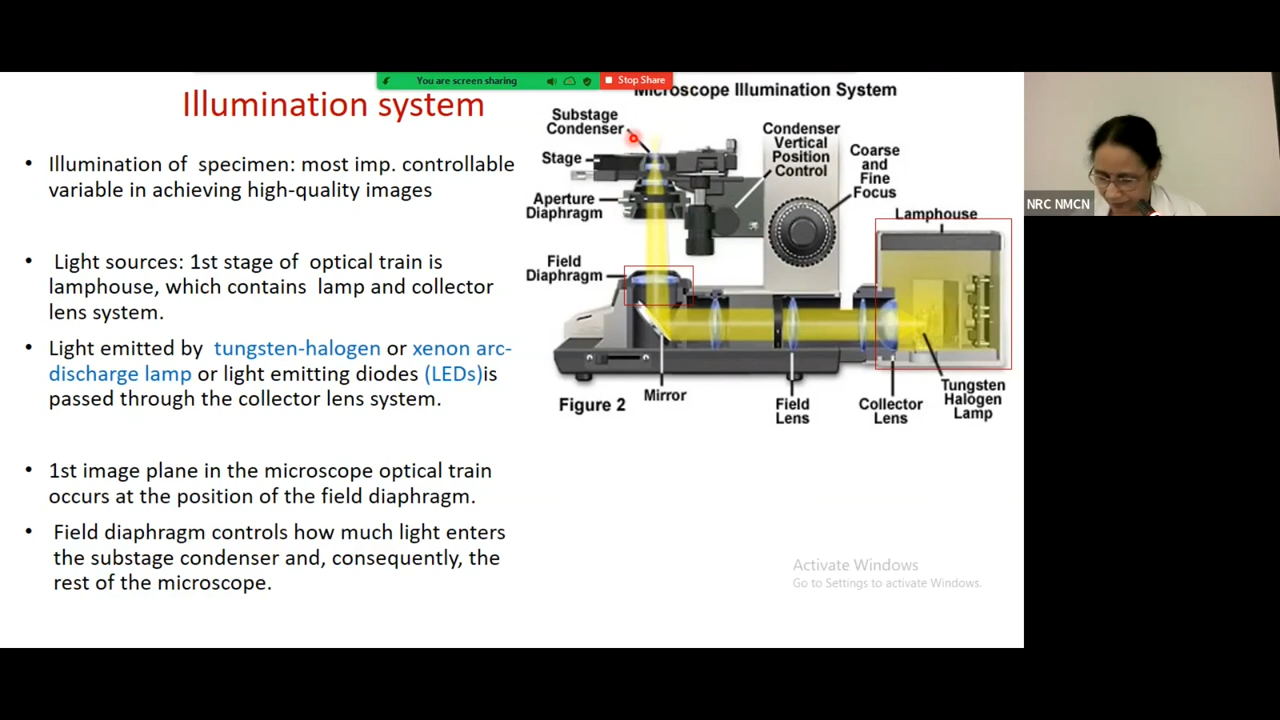 You are screen sharing
Stop Share
Illumination system
• Illumination of specimen: most imp. controllable
variable in achieving high-quality images
• Light sources: 1st stage of optical train is
lamphouse, which contains lamp and collector
lens system.
• Light emitted by tungsten-halogen or xenon arc-
discharge lamp or light emitting diodes (LEDs)is
passed through the collector lens system.
• 1st image plane in the microscope optical train
occurs at the position of the field diaphragm.
• Field diaphragm controls how much light enters
the substage condenser and, consequently, the
rest of the microscope.
Microscope Illumination System
Substage
Condenser
Stage
Aperture
Diaphragm
Field
Diaphragm
Condenser
Vertical
Position
Control
Coarse
and
Fine
Focus
Lamphouse
Mirror
Field
Lens
Collector
Lens
Tungsten
Halogen
Lamp
Figure 2
Activate Windows
Go to Settings to activate Windows.
NRC NMCN